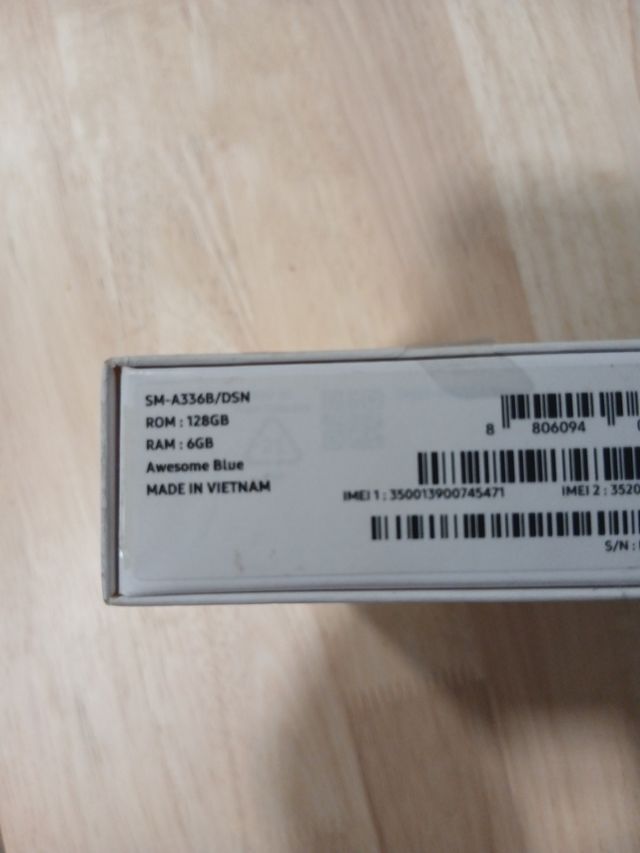 SM-A336B/DSN
ROM : 128GB
RAM : 6GB
Awesome Blue
MADE IN VIETNAM
8 806094
IMEI 1 : 350013900745471 IMEI 2 : 3520
S/N :